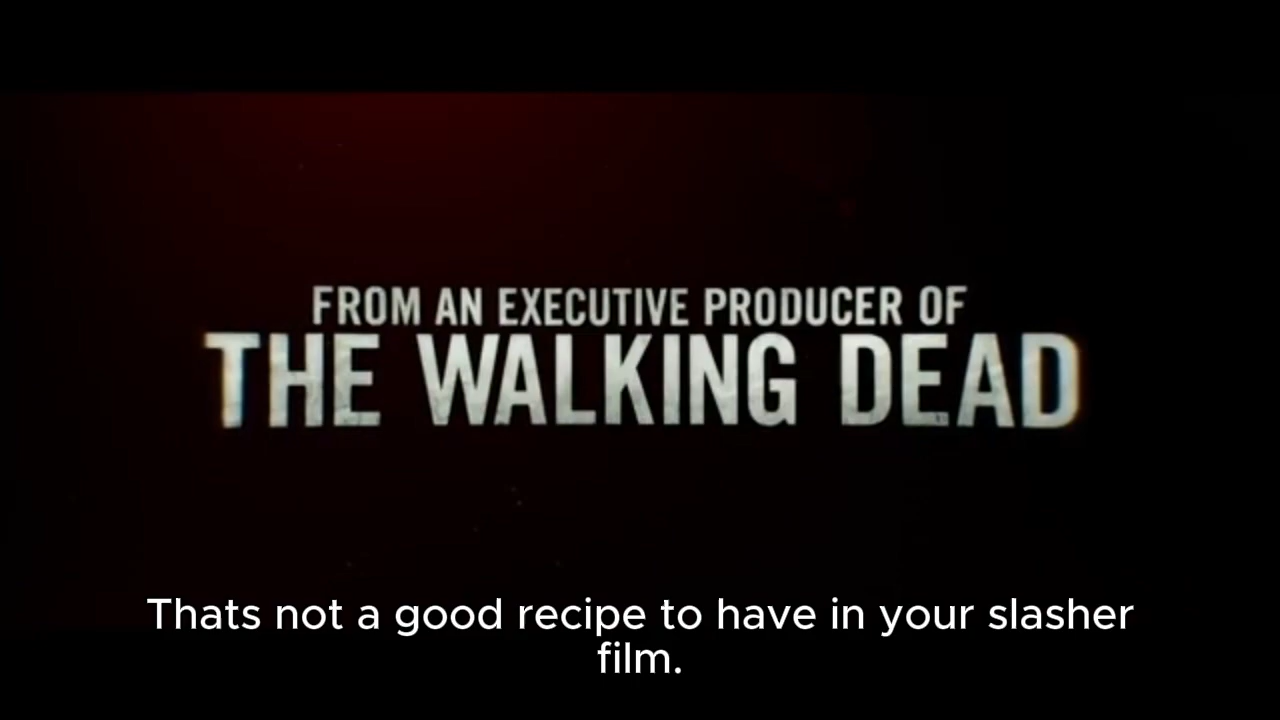 FROM AN EXECUTIVE PRODUCER OF
THE WALKING DEAD
Thats not a good recipe to have in your slasher
film.